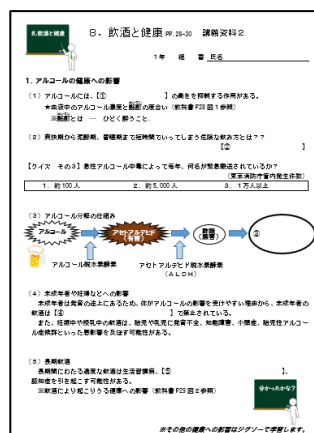 8.飲酒と健康
8．飲酒と健康 PP.28-30 講義資料2
1年　組　番 氏名
1．アルコールの健康への影響
（1）アルコールには、【① 】の働きを抑制する作用がある。
★血液中のアルコール濃度と酩酊の度合い（教科書P28 図1参照）
※酩酊とは … ひどく酔うこと。
（2）爽快期から泥酔期、昏睡期まで短時間でいってしまう危険な飲み方とは？？
【② 】
【クイズ その3】急性アルコール中毒によって毎年、何名が緊急搬送されているか？
（東京消防庁管内発生件数）
1．約100人 2．約5,000人 3．1万人以上
（3）アルコール分解の仕組み
アルコール アセトアルデヒド（有害） 酢酸（無害） ③
アルコール脱水素酵素 アセトアルデヒド脱水素酵素
（ALDH）
（4）未成年者や妊婦などへの影響
未成年者は発育の途上にあるため、体がアルコールの影響を受けやすい理由から、未成年者の
飲酒は【④ 】で禁止されている。
また、妊娠中や授乳中の飲酒は、胎児や乳児に発育不全、知能障害、小頭症、胎児性アルコー
ル症候群といった悪影響を及ぼす可能性がある。
（5）長期飲酒
長期間にわたる過度な飲酒は生活習慣病、【⑤ 】、
認知症を引き起こす可能性がある。
※飲酒により起こりうる健康への影響（教科書P29 図2参照）
分かったかな？
※その他の健康への影響はジグソーで学習します。